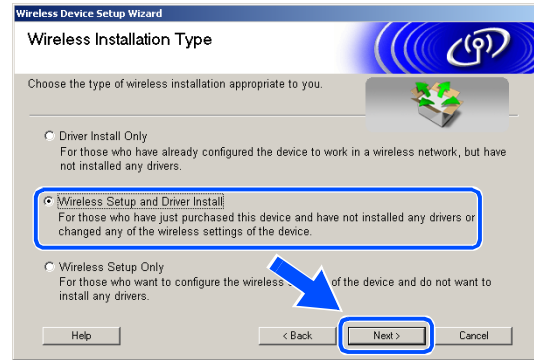 Wireless Device Setup Wizard
Wireless Installation Type
Choose the type of wireless installation appropriate to you.
Driver Install Only
For those who have already configured the device to work in a wireless network, but have
not installed any drivers.
Wireless Setup and Driver Install
For those who have just purchased this device and have not installed any drivers or
changed any of the wireless settings of the device.
Wireless Setup Only
For those who want to configure the wireless of the device and do not want to
install any drivers.
Help
< Back
Next >
Cancel